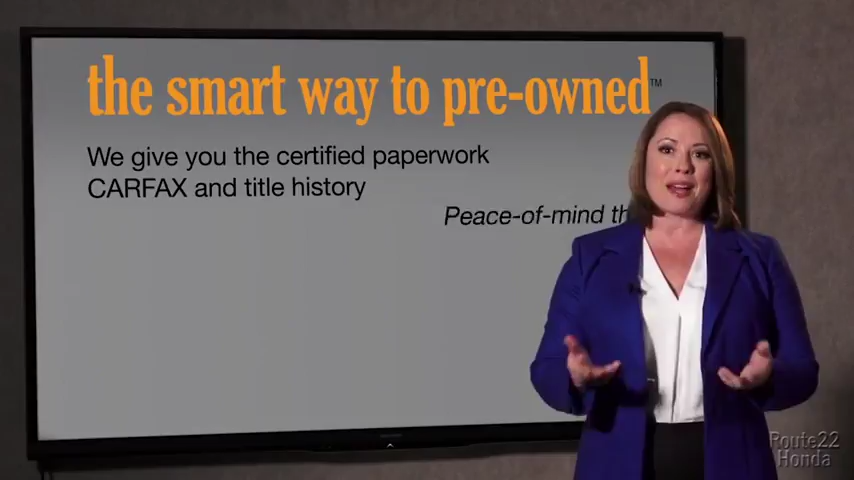 the smart way to pre-owned™
We give you the certified paperwork
CARFAX and title history
Peace-of-mind
Route22
Honda